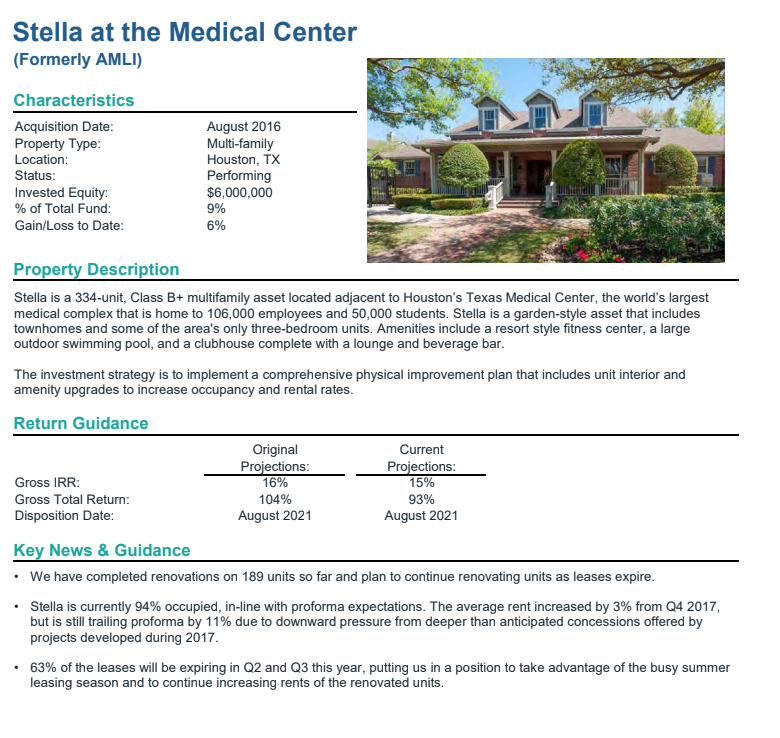 Stella at the Medical Center
(Formerly AMLI)
Characteristics
Acquisition Date: August 2016
Property Type: Multi-family
Location: Houston, TX
Status: Performing
Invested Equity: $6,000,000
% of Total Fund: 9%
Gain/Loss to Date: 6%
Property Description
Stella is a 334-unit, Class B+ multifamily asset located adjacent to Houston's Texas Medical Center, the world's largest
medical complex that is home to 106,000 employees and 50,000 students. Stella is a garden-style asset that includes
townhomes and some of the area's only three-bedroom units. Amenities include a resort style fitness center, a large
outdoor swimming pool, and a clubhouse complete with a lounge and beverage bar.
The investment strategy is to implement a comprehensive physical improvement plan that includes unit interior and
amenity upgrades to increase occupancy and rental rates.
Return Guidance
Original Current
Projections: Projections:
Gross IRR: 16% 15%
Gross Total Return: 104% 93%
Disposition Date: August 2021 August 2021
Key News & Guidance
• We have completed renovations on 189 units so far and plan to continue renovating units as leases expire.
• Stella is currently 94% occupied, in-line with proforma expectations. The average rent increased by 3% from Q4 2017,
but is still trailing proforma by 11% due to downward pressure from deeper than anticipated concessions offered by
projects developed during 2017.
• 63% of the leases will be expiring in Q2 and Q3 this year, putting us in a position to take advantage of the busy summer
leasing season and to continue increasing rents of the renovated units.